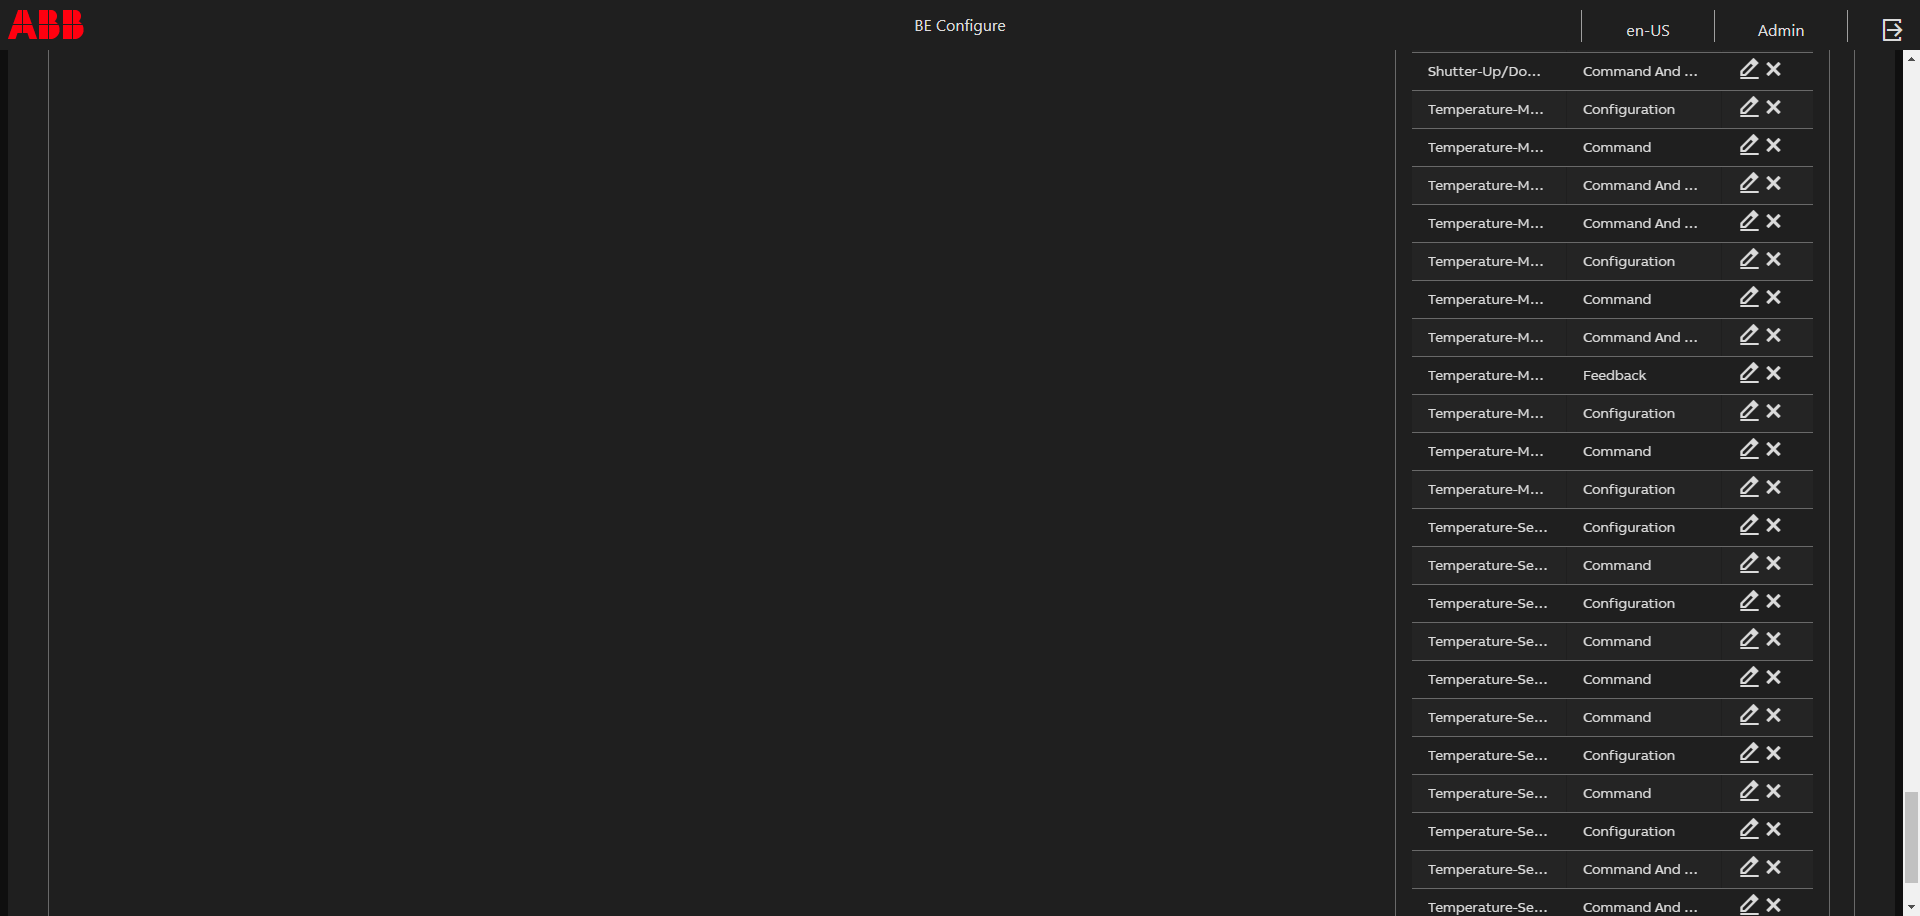 ABB
BE Configure
en-US
Admin
Shutter-Up/Do... Command And ...
Temperature-M... Configuration
Temperature-M... Command
Temperature-M... Command And ...
Temperature-M... Command And ...
Temperature-M... Configuration
Temperature-M... Command
Temperature-M... Command And ...
Temperature-M... Feedback
Temperature-M... Configuration
Temperature-M... Command
Temperature-M... Configuration
Temperature-Se... Configuration
Temperature-Se... Command
Temperature-Se... Configuration
Temperature-Se... Command
Temperature-Se... Command
Temperature-Se... Command
Temperature-Se... Configuration
Temperature-Se... Command
Temperature-Se... Configuration
Temperature-Se... Command And ...
Temperature-Se... Command And ...